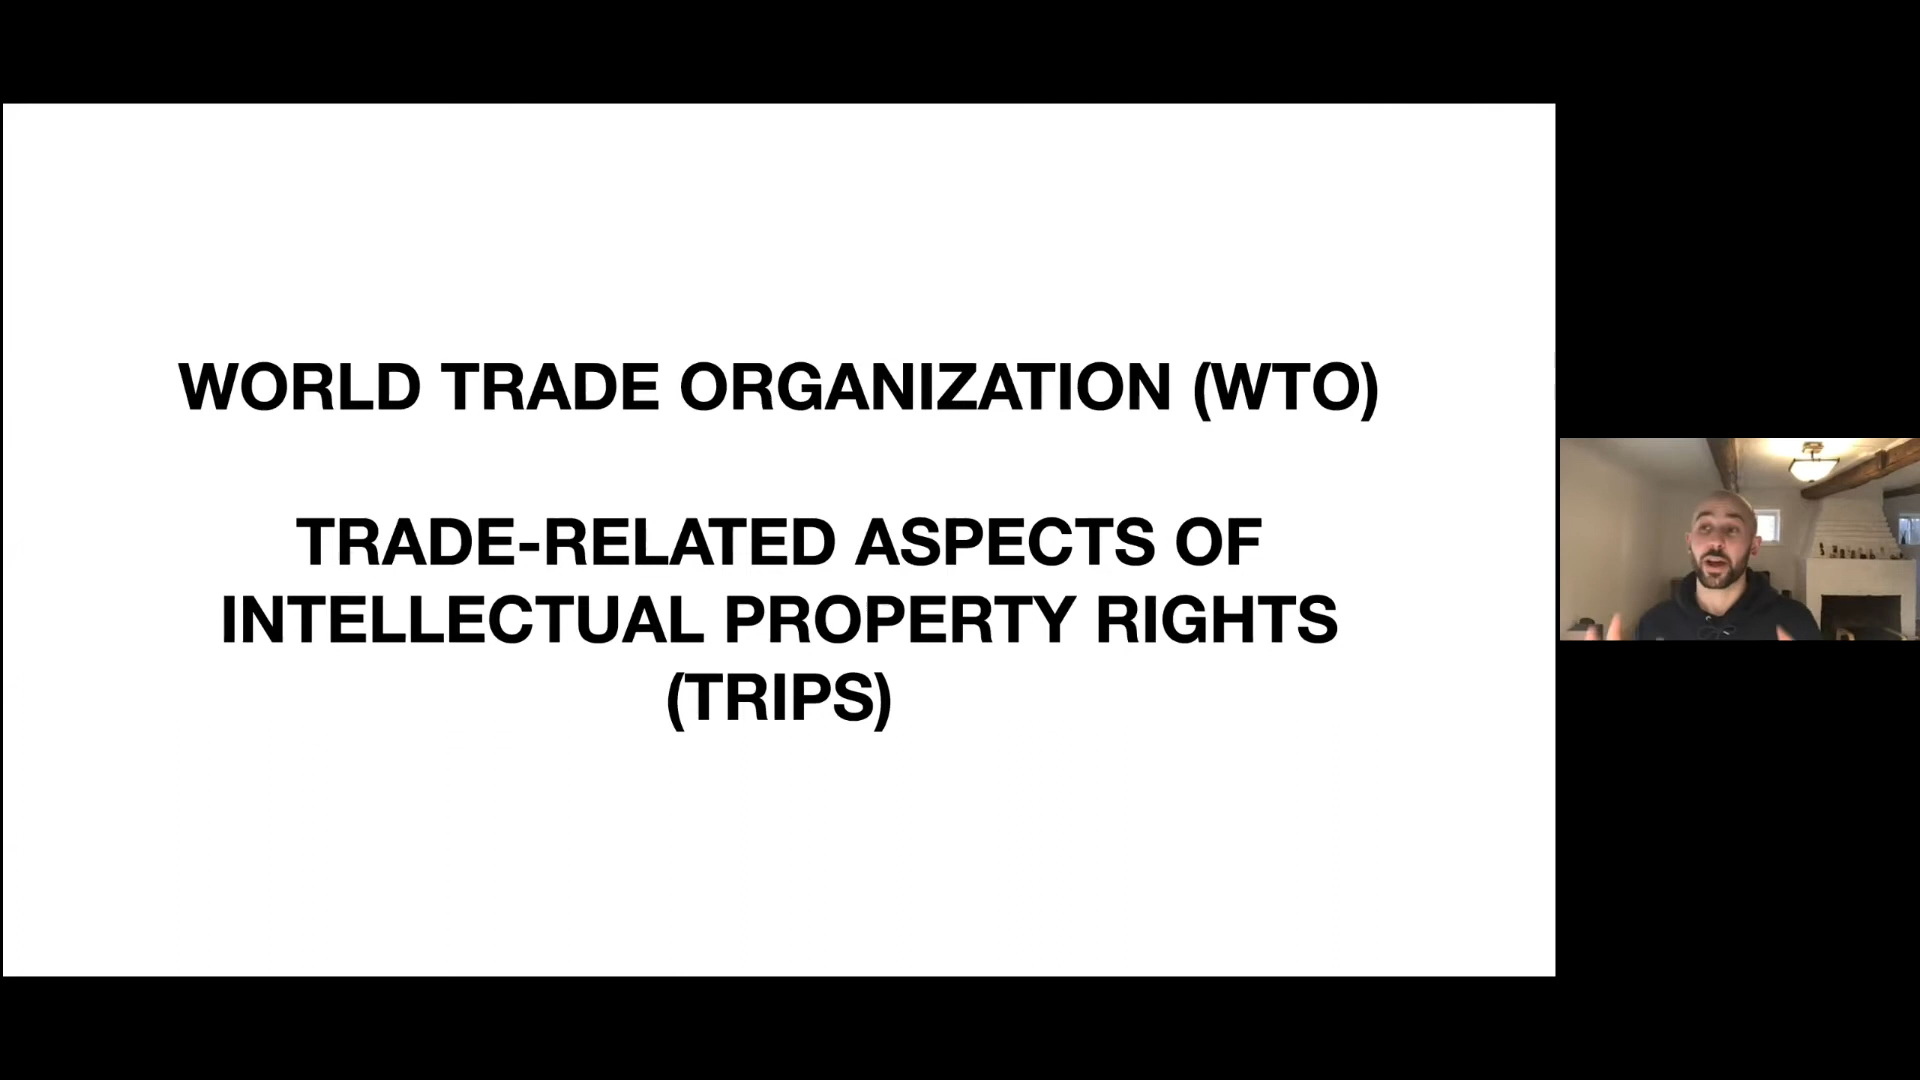 WORLD TRADE ORGANIZATION (WTO)
TRADE-RELATED ASPECTS OF
INTELLECTUAL PROPERTY RIGHTS
(TRIPS)